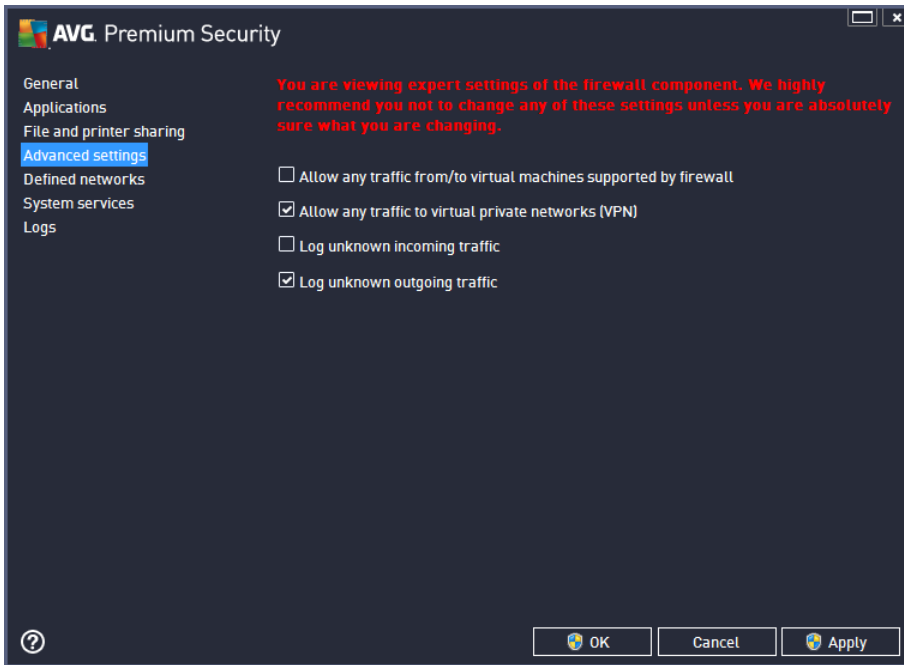 AVG. Premium Security
General
Applications
File and printer sharing
Advanced settings
Defined networks
System services
Logs
You are viewing expert settings of the firewall component. We highly
recommend you not to change any of these settings unless you are absolutely
sure what you are changing.
Allow any traffic from/to virtual machines supported by firewall
Allow any traffic to virtual private networks (VPN)
Log unknown incoming traffic
Log unknown outgoing traffic
?
OK
Cancel
Apply